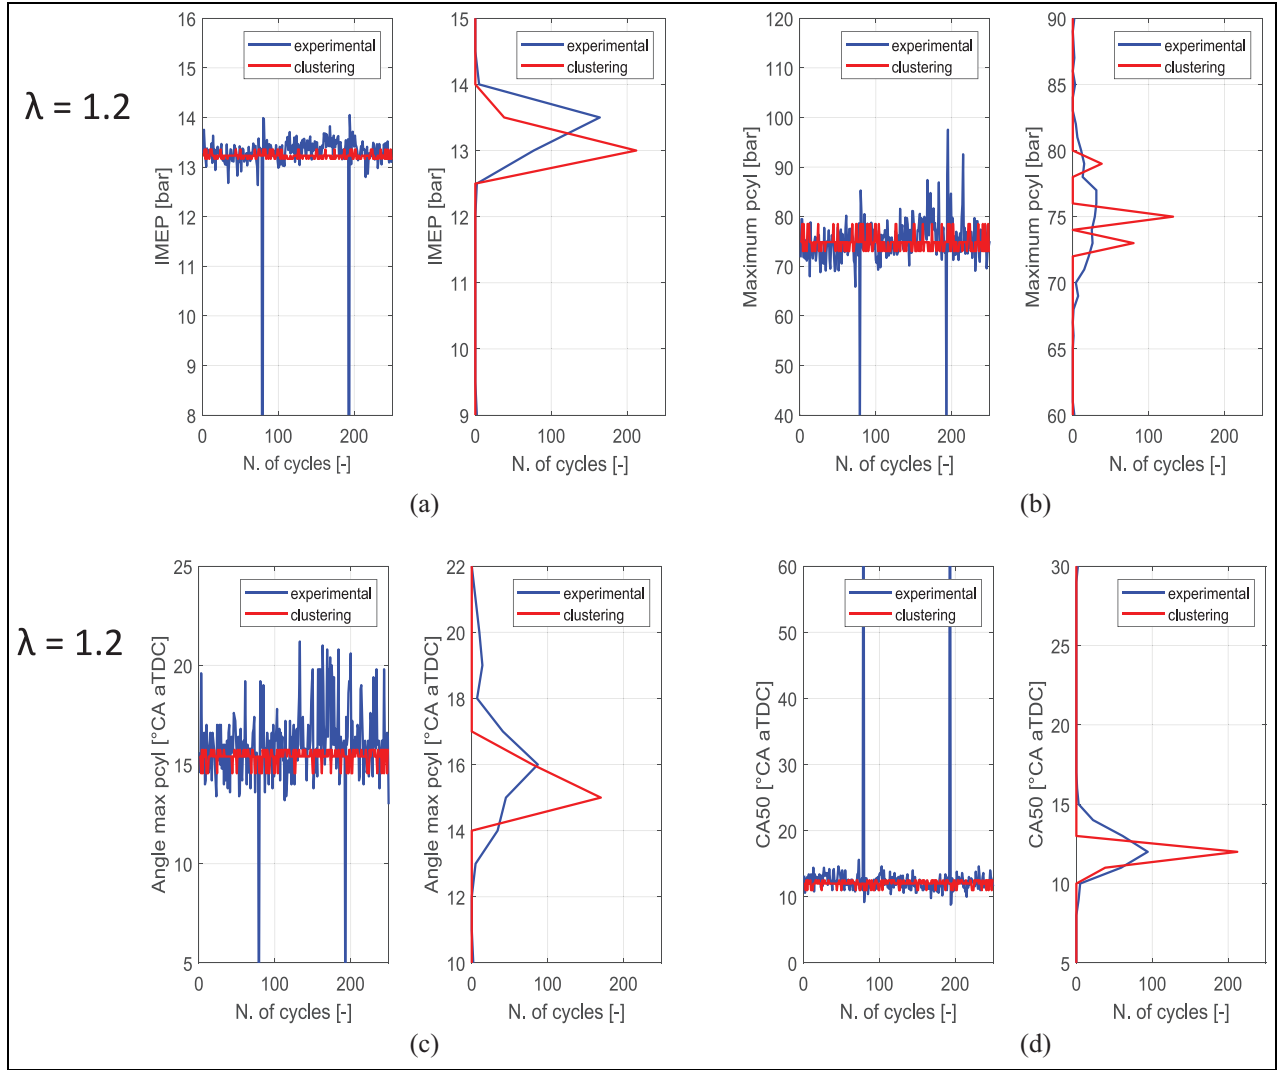 λ = 1.2
16
15
14
13
12
11
10
9
8
0
100
200
IMEP [bar]
N. of cycles [-]
experimental
clustering
15
14
13
12
11
10
9
0
100
200
IMEP [bar]
N. of cycles [-]
experimental
clustering
(a)
120
110
100
90
80
70
60
50
40
0
100
200
Maximum pcyl [bar]
N. of cycles [-]
experimental
clustering
90
85
80
75
70
65
60
0
100
200
Maximum pcyl [bar]
N. of cycles [-]
experimental
clustering
(b)
λ = 1.2
25
20
15
10
5
0
100
200
Angle max pcyl [°CA aTDC]
N. of cycles [-]
experimental
clustering
22
20
18
16
14
12
10
0
100
200
Angle max pcyl [°CA aTDC]
N. of cycles [-]
experimental
clustering
(c)
60
50
40
30
20
10
0
0
100
200
CA50 [°CA aTDC]
N. of cycles [-]
experimental
clustering
30
25
20
15
10
5
0
100
200
CA50 [°CA aTDC]
N. of cycles [-]
experimental
clustering
(d)